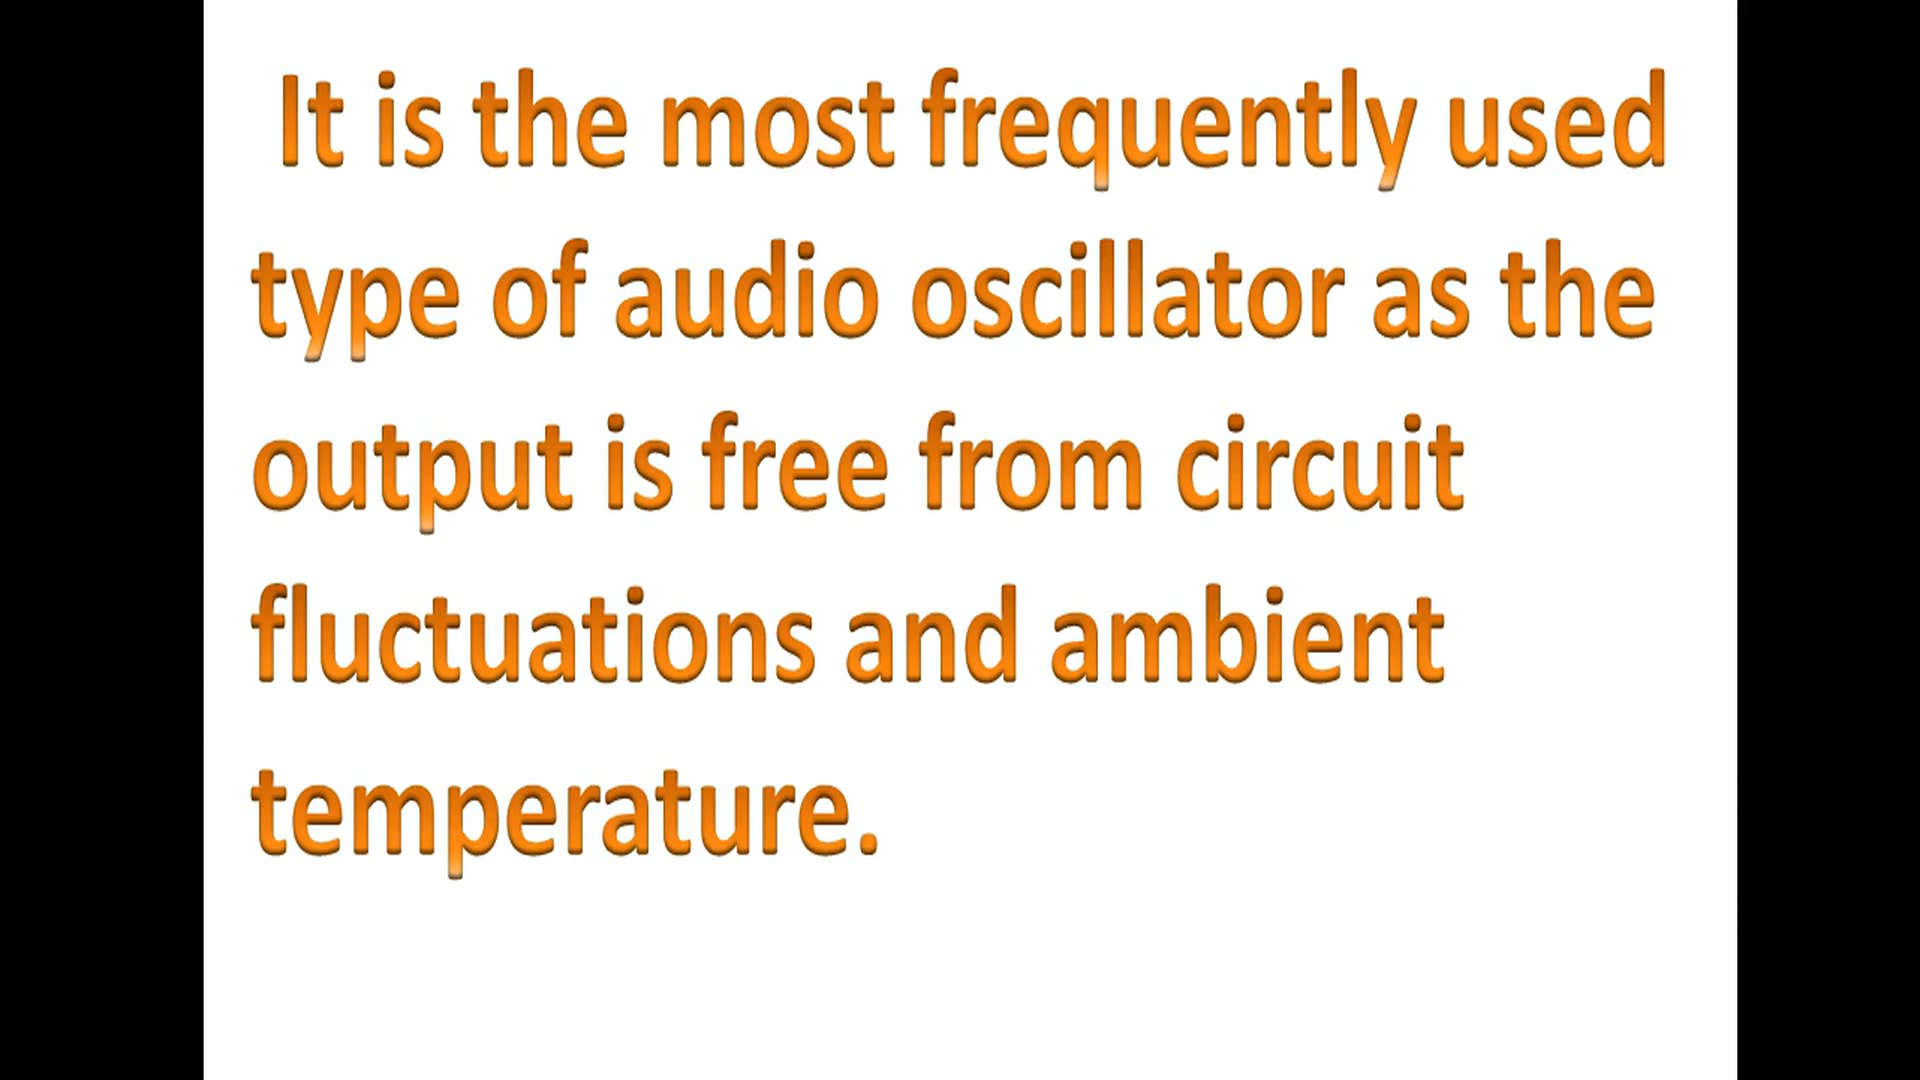 It is the most frequently used
type of audio oscillator as the
output is free from circuit
fluctuations and ambient
temperature.